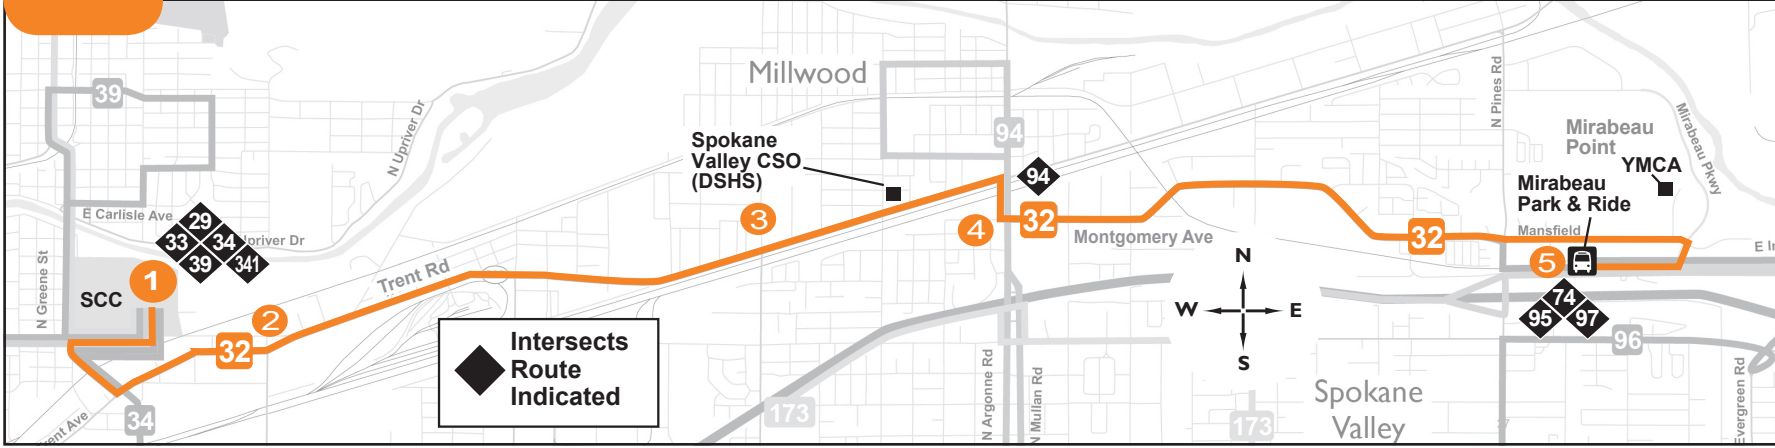 39
Millwood
N Upriver Dr
94
Spokane
Valley CSO
(DSHS)
94
N Pines Rd
Mirabeau
Point
Mirabeau Pkwy
YMCA
Mirabeau
Park & Ride
E Carlisle Ave
29
33
34
39
341
Upriver Dr
3
4
32
Montgomery Ave
32
Mansfield
5
74
95
97
N Greene St
SCC
1
Trent Rd
2
32
Intersects
Route
Indicated
N
W
E
S
E In
96
34
Trent Ave
173
N Argonne Rd
N Mullan Rd
173
Spokane
Valley
Evergreen Rd